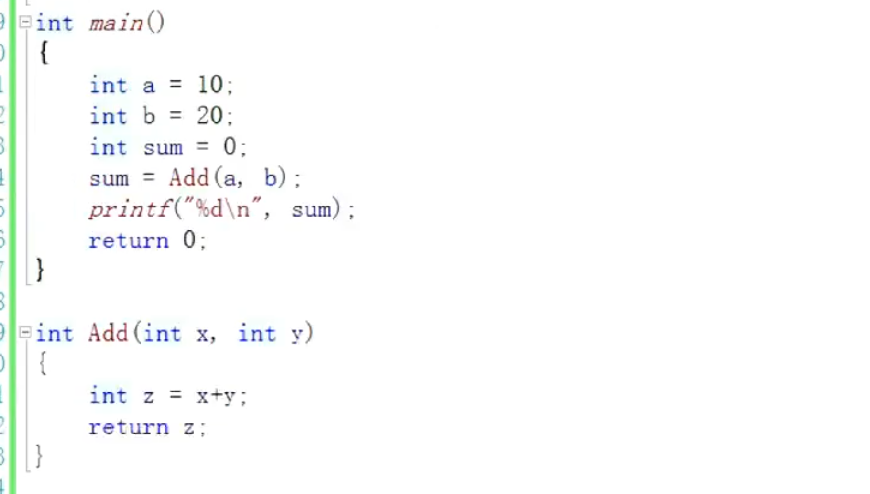 int main()
{
    int a = 10;
    int b = 20;
    int sum = 0;
    sum = Add(a, b);
    printf("%d\n", sum);
    return 0;
}
int Add(int x, int y)
{
    int z = x+y;
    return z;
}